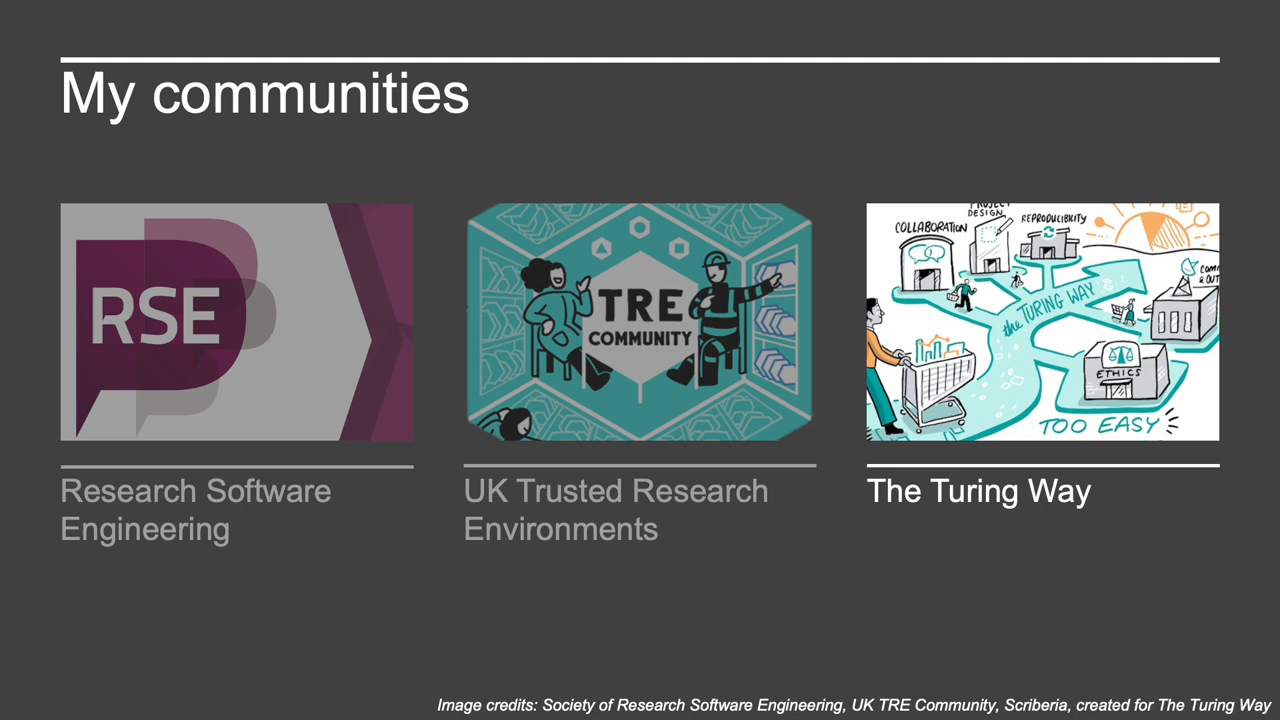 My communities
RSE
TRE
COMMUNITY
COLLABORATION
PROJECT
DESIGN
REPRODUCIBILITY
the TURING WAY
ETHICS
TOO EASY
Research Software
Engineering
UK Trusted Research
Environments
The Turing Way
Image credits: Society of Research Software Engineering, UK TRE Community, Scriberia, created for The Turing Way